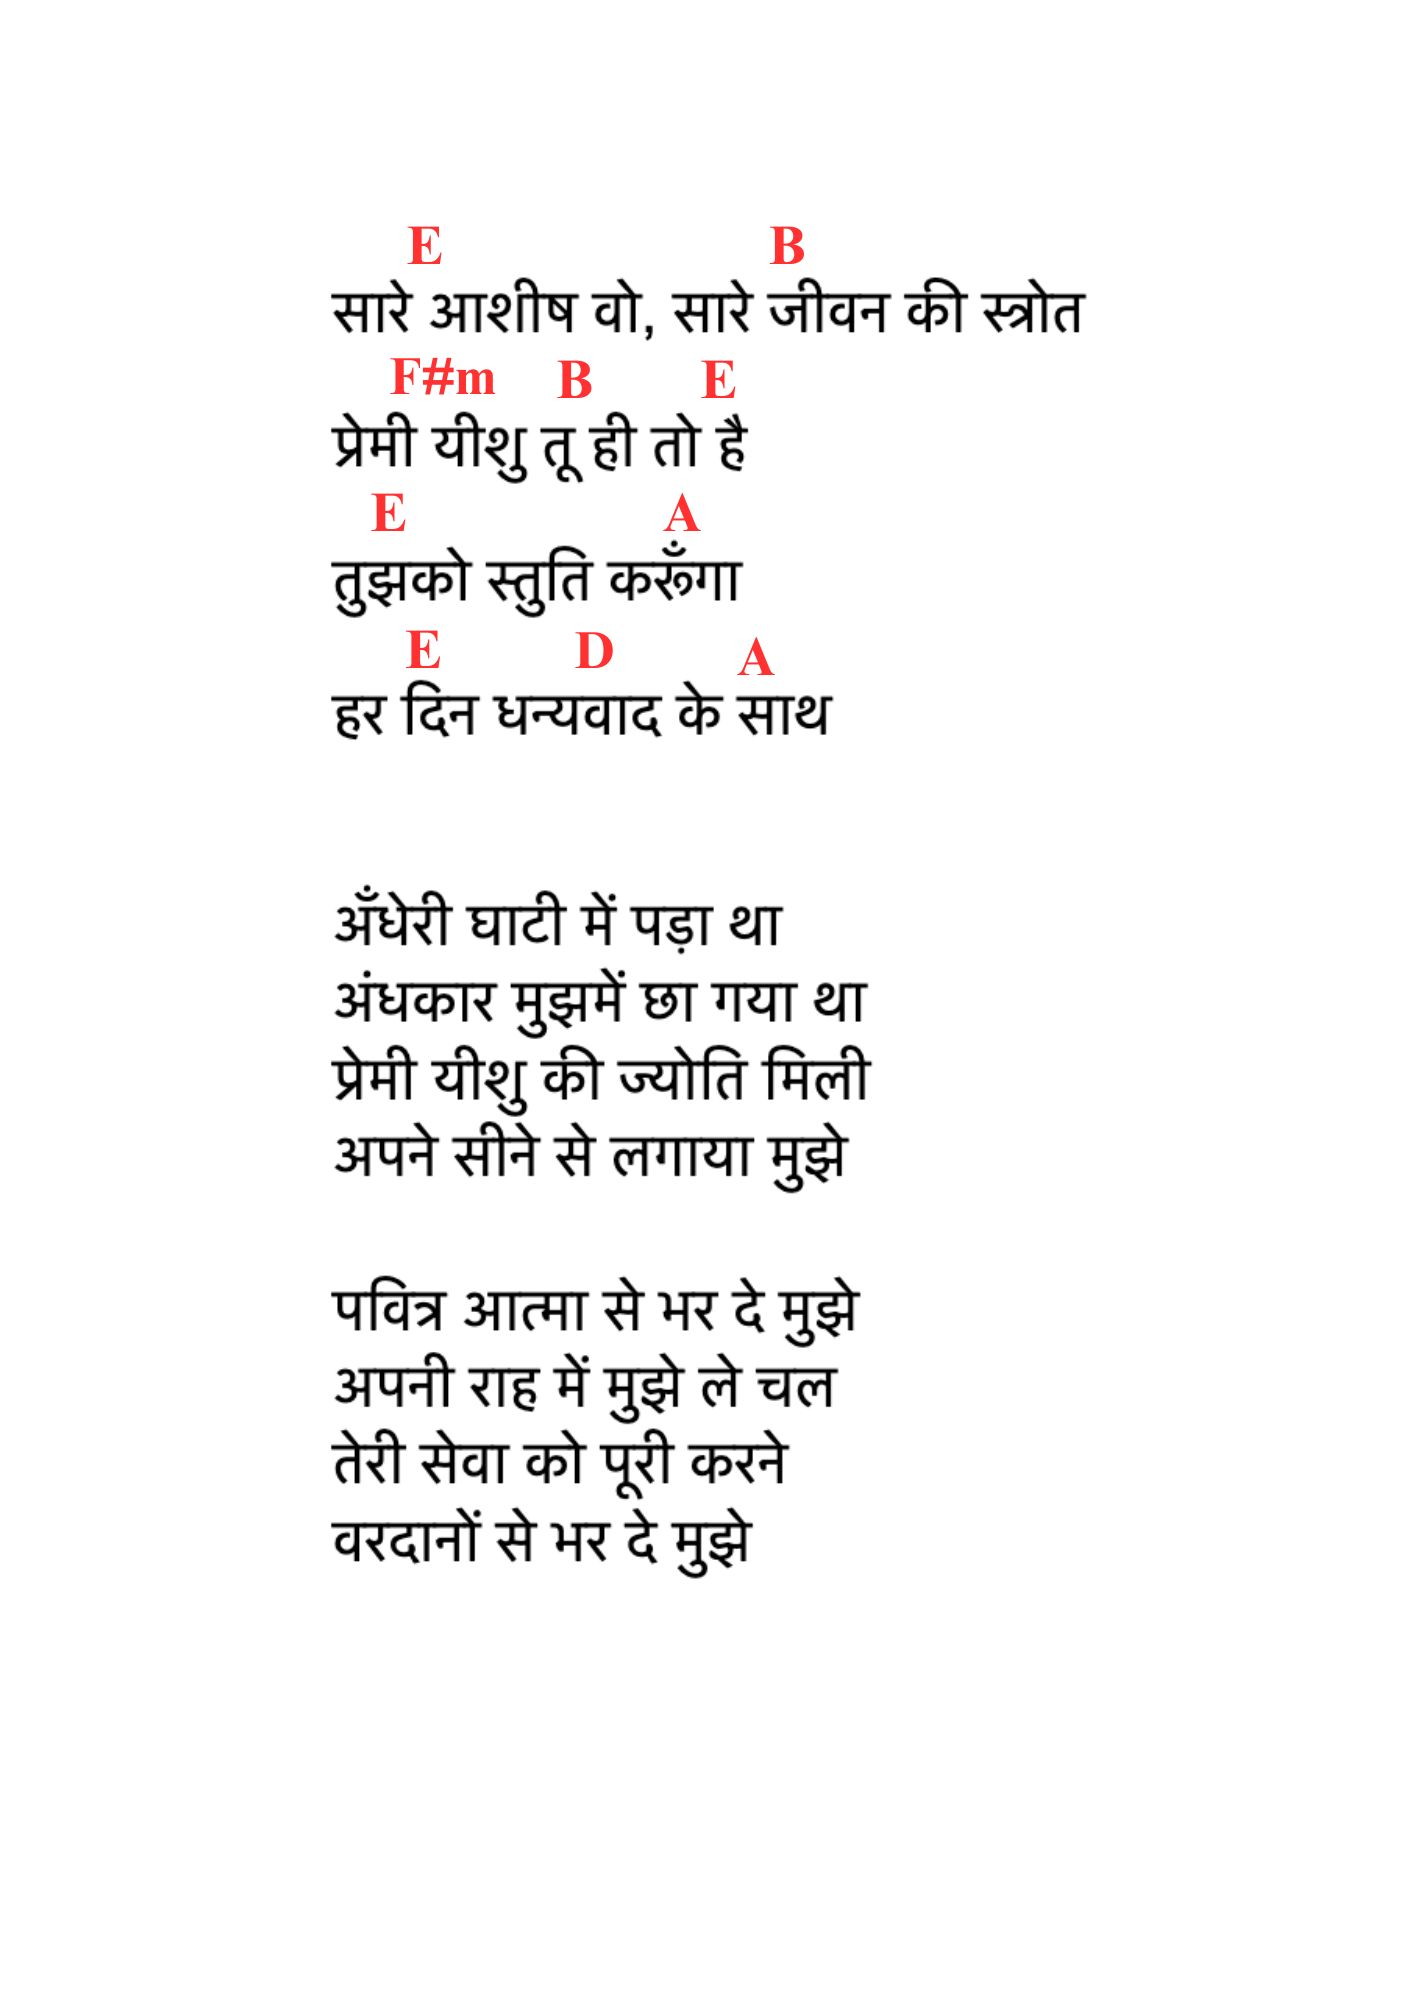 E B
सारे आशीष वो, सारे जीवन की स्त्रोत
F#m B E
प्रेमी यीशु तू ही तो है
E A
तुझको स्तुति करूँगा
E D A
हर दिन धन्यवाद के साथ
अँधेरी घाटी में पड़ा था
अंधकार मुझमें छा गया था
प्रेमी यीशु की ज्योति मिली
अपने सीने से लगाया मुझे
पवित्र आत्मा से भर दे मुझे
अपनी राह में मुझे ले चल
तेरी सेवा को पूरी करने
वरदानों से भर दे मुझे